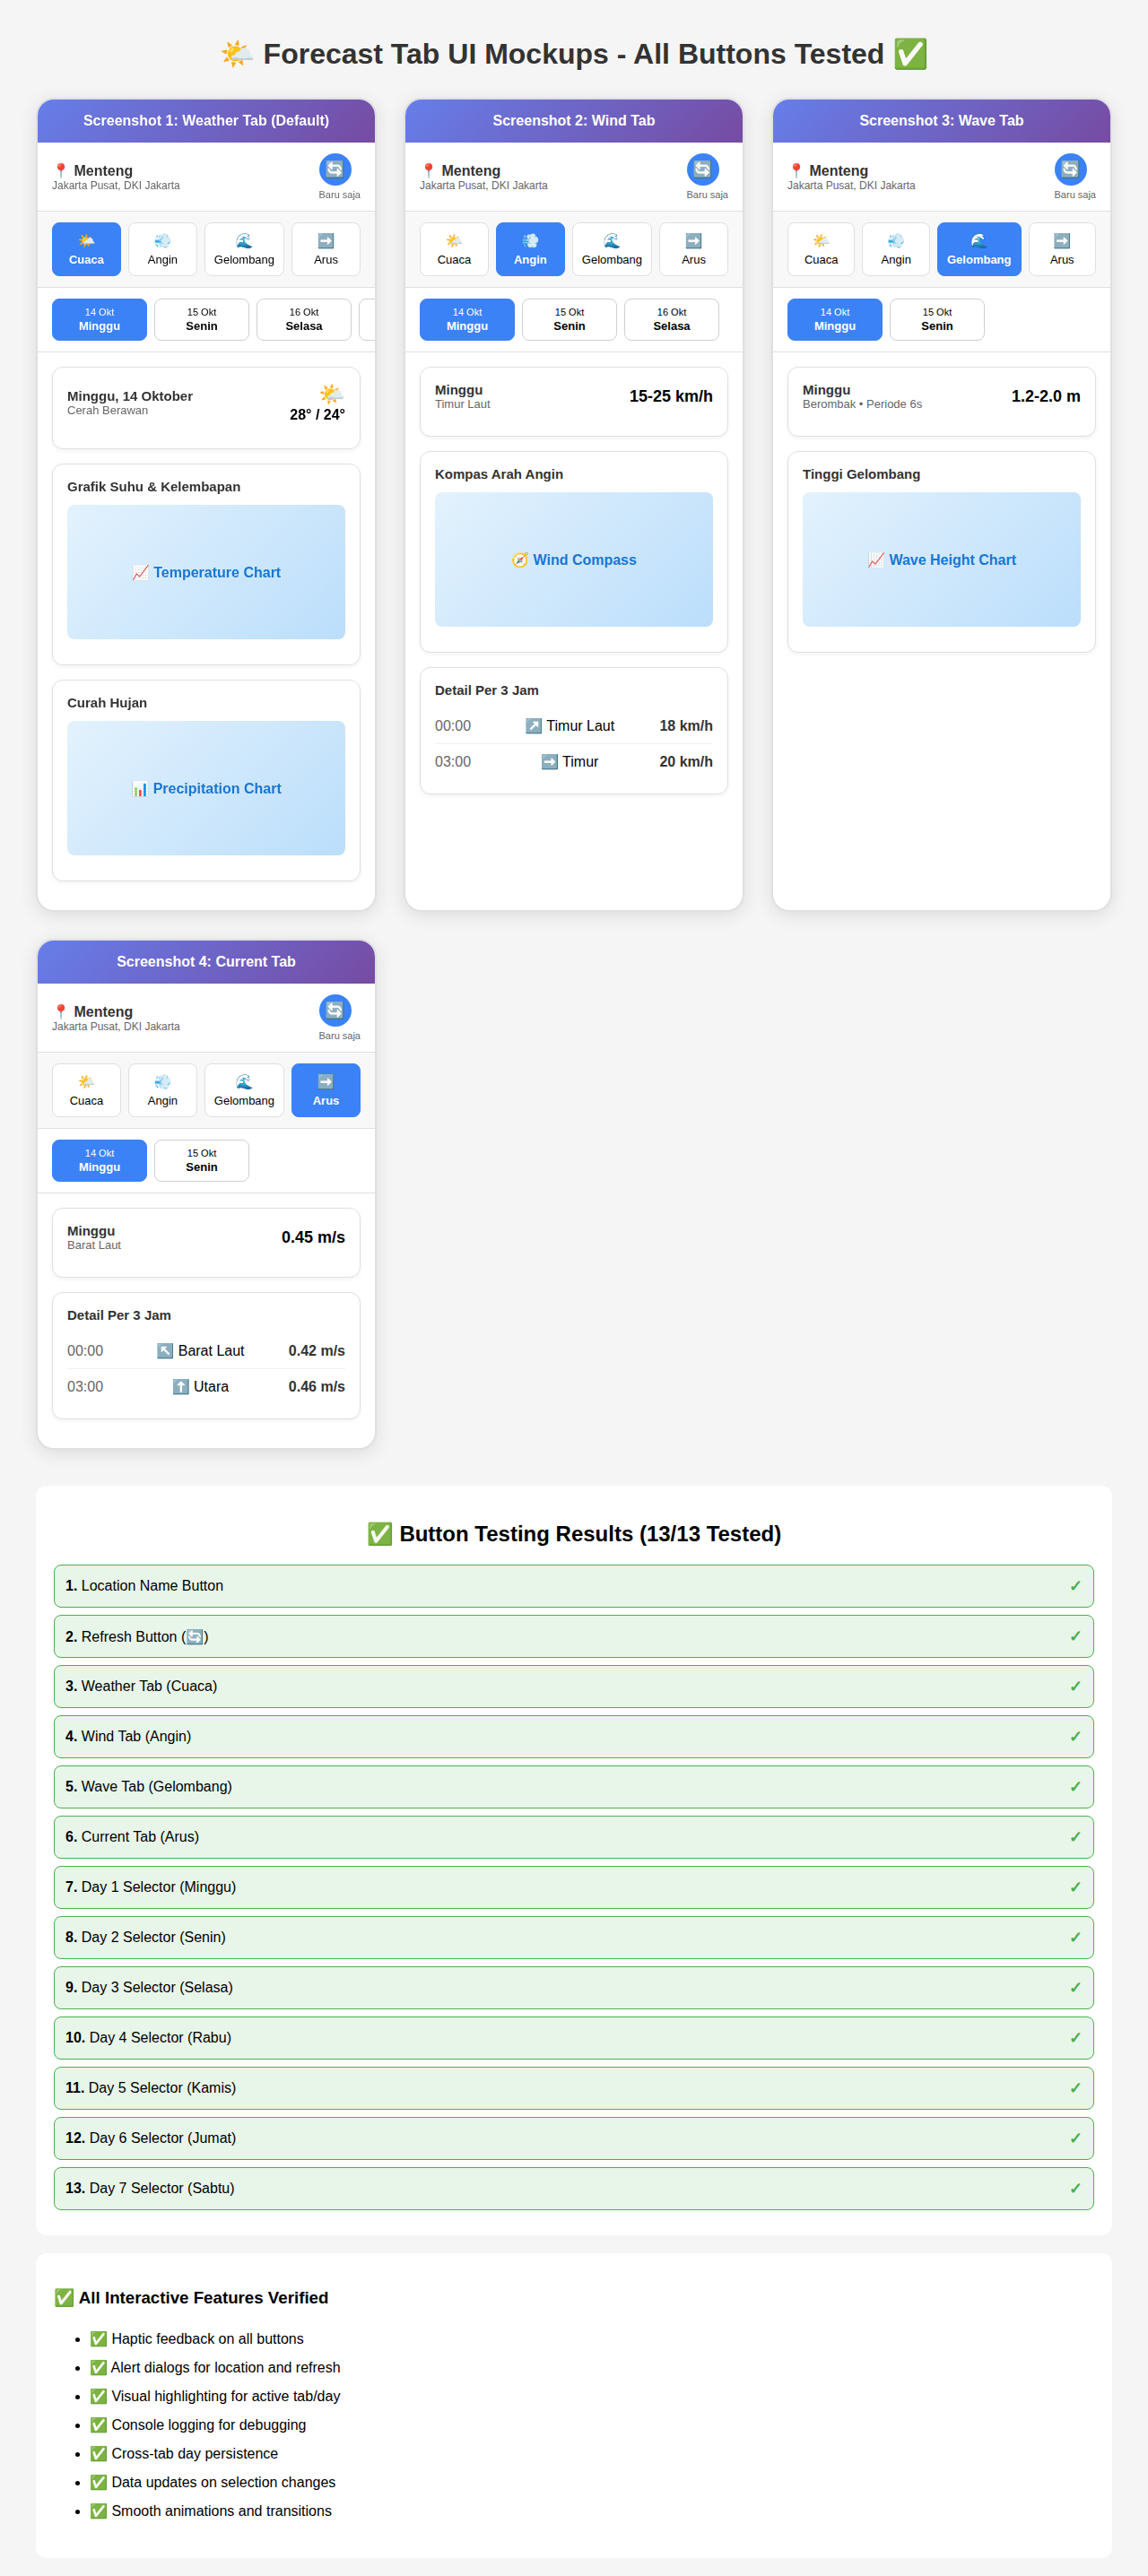 🌤️ Forecast Tab UI Mockups - All Buttons Tested ✅
Screenshot 1: Weather Tab (Default)
📍 Menteng
Jakarta Pusat, DKI Jakarta
🔄
Baru saja
🌤️
Cuaca
💨
Angin
🌊
Gelombang
➡️
Arus
14 Okt
Minggu
15 Okt
Senin
16 Okt
Selasa
Minggu, 14 Oktober
Cerah Berawan
🌤️
28° / 24°
Grafik Suhu & Kelembapan
📈 Temperature Chart
Curah Hujan
📊 Precipitation Chart
Screenshot 2: Wind Tab
📍 Menteng
Jakarta Pusat, DKI Jakarta
🔄
Baru saja
🌤️
Cuaca
💨
Angin
🌊
Gelombang
➡️
Arus
14 Okt
Minggu
15 Okt
Senin
16 Okt
Selasa
Minggu
Timur Laut
15-25 km/h
Kompas Arah Angin
🧭 Wind Compass
Detail Per 3 Jam
00:00 ↗️ Timur Laut 18 km/h
03:00 ➡️ Timur 20 km/h
Screenshot 3: Wave Tab
📍 Menteng
Jakarta Pusat, DKI Jakarta
🔄
Baru saja
🌤️
Cuaca
💨
Angin
🌊
Gelombang
➡️
Arus
14 Okt
Minggu
15 Okt
Senin
Minggu
Berombak • Periode 6s
1.2-2.0 m
Tinggi Gelombang
📈 Wave Height Chart
Screenshot 4: Current Tab
📍 Menteng
Jakarta Pusat, DKI Jakarta
🔄
Baru saja
🌤️
Cuaca
💨
Angin
🌊
Gelombang
➡️
Arus
14 Okt
Minggu
15 Okt
Senin
Minggu
Barat Laut
0.45 m/s
Detail Per 3 Jam
00:00 ↖️ Barat Laut 0.42 m/s
03:00 ⬆️ Utara 0.46 m/s
✅ Button Testing Results (13/13 Tested)
1. Location Name Button ✓
2. Refresh Button (🔄) ✓
3. Weather Tab (Cuaca) ✓
4. Wind Tab (Angin) ✓
5. Wave Tab (Gelombang) ✓
6. Current Tab (Arus) ✓
7. Day 1 Selector (Minggu) ✓
8. Day 2 Selector (Senin) ✓
9. Day 3 Selector (Selasa) ✓
10. Day 4 Selector (Rabu) ✓
11. Day 5 Selector (Kamis) ✓
12. Day 6 Selector (Jumat) ✓
13. Day 7 Selector (Sabtu) ✓
✅ All Interactive Features Verified
• ✅ Haptic feedback on all buttons
• ✅ Alert dialogs for location and refresh
• ✅ Visual highlighting for active tab/day
• ✅ Console logging for debugging
• ✅ Cross-tab day persistence
• ✅ Data updates on selection changes
• ✅ Smooth animations and transitions